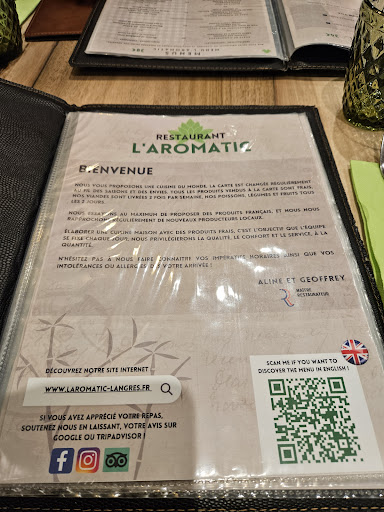 RESTAURANT
L'AROMATIC
BIENVENUE
NOUS VOUS PROPOSONS UNE CUISINE DU MONDE, LA CARTE EST CHANGÉE RÉGULIÈREMENT
AU FIL DES SAISONS ET DES ENVIES. TOUS LES PRODUITS VENDUS À LA CARTE SONT FRAIS,
NOS VIANDES SONT LIVRÉES 2 FOIS PAR SEMAINE, NOS POISSONS, LÉGUMES ET FRUITS TOUS
LES 2 JOURS.
NOUS ESSAYONS AU MAXIMUM DE PROPOSER DES PRODUITS FRANÇAIS, ET NOUS NOUS
RAPPROCHONS RÉGULIÈREMENT DE NOUVEAUX PRODUCTEURS LOCAUX.
ÉLABOREZ UNE CUISINE MAISON AVEC DES PRODUITS FRAIS, C'EST L'OBJECTIF QUE L'ÉQUIPE
SE FIXE CHAQUE JOUR. NOUS PRIVILÉGIERONS LA QUALITÉ, LE CONFORT ET LE SERVICE, À LA
QUANTITÉ.
N'HÉSITEZ PAS À NOUS FAIRE CONNAITRE VOS IMPÉRATIFS HORAIRES AINSI QUE VOS
INTOLÉRANCES OU ALLERGIES DÈS VOTRE ARRIVÉE !
ALINE ET GEOFFREY
MAÎTRE
RESTAURATEUR
DÉCOUVREZ NOTRE SITE INTERNET
WWW.LAROMATIC-LANGRES.FR
SI VOUS AVEZ APPRÉCIÉ VOTRE REPAS,
SOUTENEZ NOUS EN LAISSANT, VOTRE AVIS SUR
GOOGLE OU TRIPADVISOR !
SCAN ME IF YOU WANT TO
DISCOVER THE MENU IN ENGLISH !